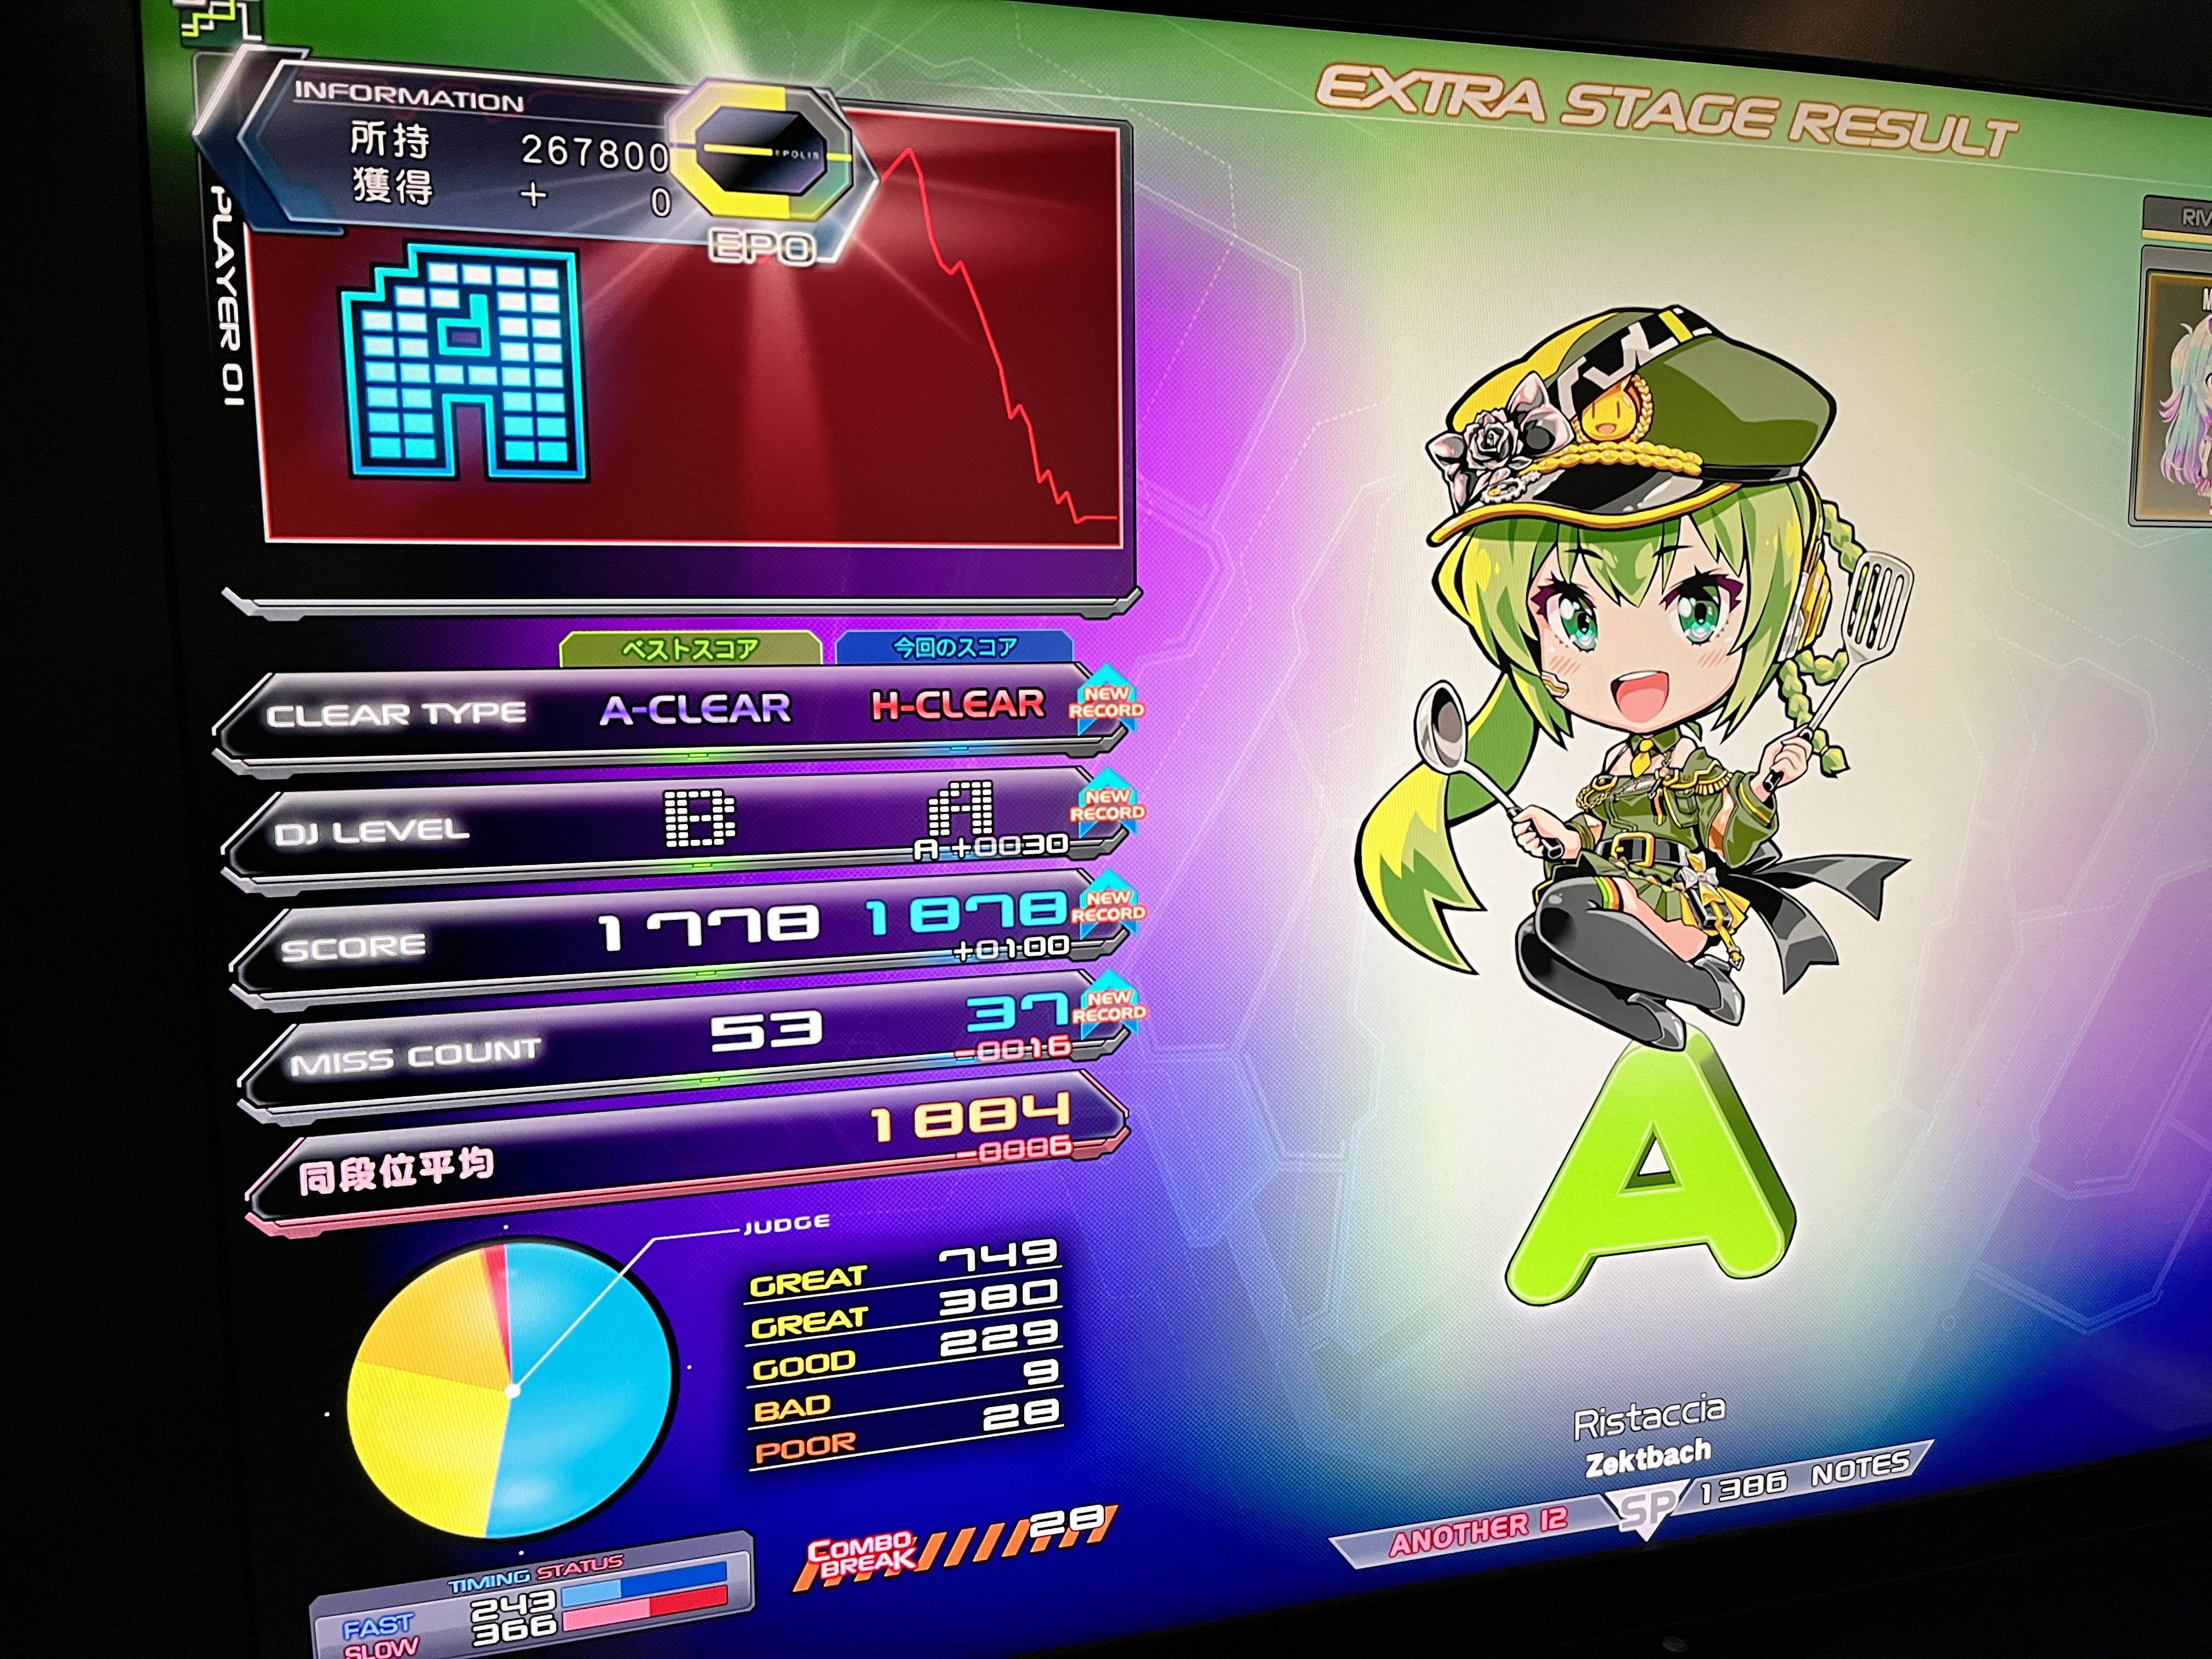 INFORMATION
所持 267800
獲得 + 0
EPOLIS
EPO
PLAYER 01
A
EXTRA STAGE RESULT
ベストスコア 今回のスコア
CLEAR TYPE A-CLEAR H-CLEAR NEW RECORD
DJ LEVEL B A NEW RECORD
A +0030
SCORE 1778 1878 NEW RECORD
+0100
MISS COUNT 53 37 NEW RECORD
-0016
同段位平均 1884
-0006
JUDGE
GREAT 749
GREAT 380
GOOD 229
BAD 9
POOR 28
COMBO BREAK 28
TIMING STATUS
FAST 243
SLOW 366
A
Ristaccia
Zektbach
ANOTHER 12 SP 1386 NOTES